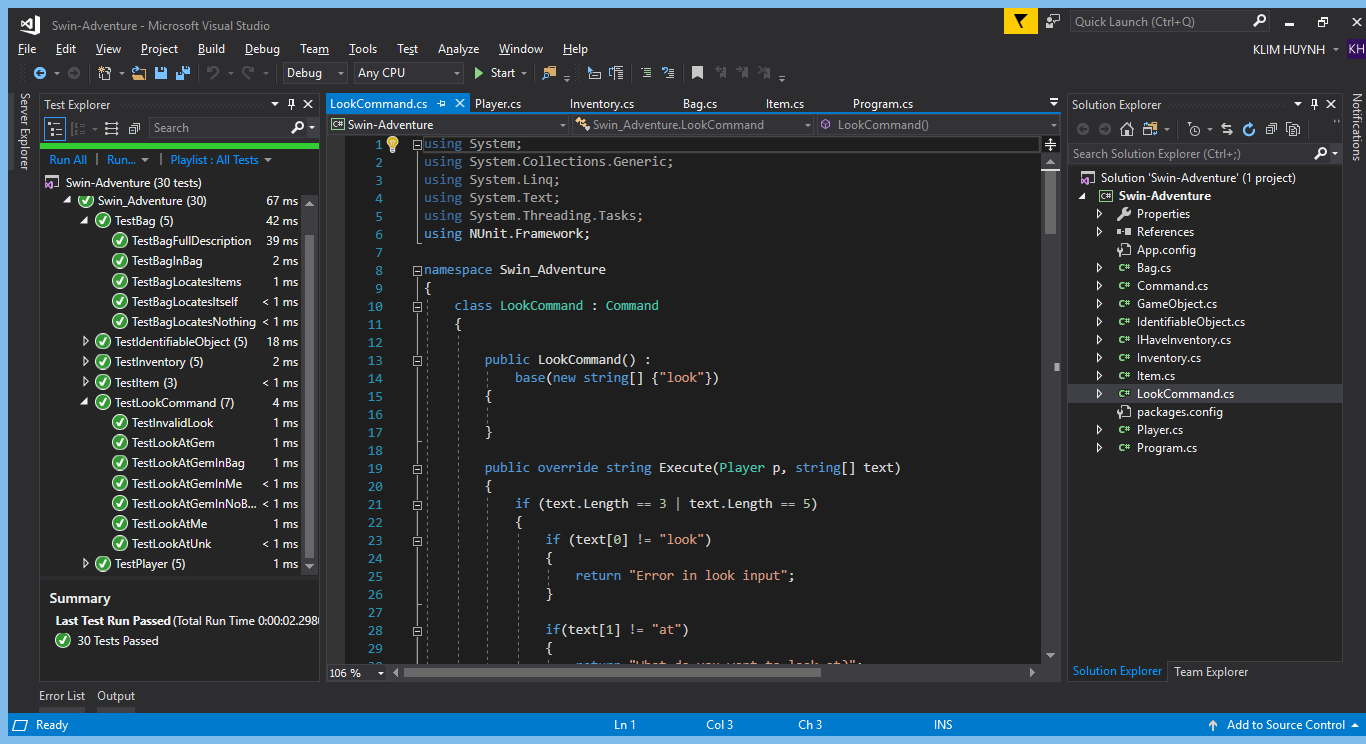 Swin-Adventure - Microsoft Visual Studio
Quick Launch (Ctrl+Q)
File Edit View Project Build Debug Team Tools Test Analyze Window Help
KLIM HUYNH KH
Debug Any CPU Start
Server Explorer
Test Explorer
Search
Run All | Run... | Playlist : All Tests
Swin-Adventure (30 tests)
Swin_Adventure (30) 67 ms
TestBag (5) 42 ms
TestBagFullDescription 39 ms
TestBagInBag 2 ms
TestBagLocatesItems 1 ms
TestBagLocatesItself < 1 ms
TestBagLocatesNothing < 1 ms
TestIdentifiableObject (5) 18 ms
TestInventory (5) 2 ms
TestItem (3) < 1 ms
TestLookCommand (7) 4 ms
TestInvalidLook 1 ms
TestLookAtGem 1 ms
TestLookAtGemInBag 1 ms
TestLookAtGemInMe < 1 ms
TestLookAtGemInNoB... < 1 ms
TestLookAtMe 1 ms
TestLookAtUnk < 1 ms
TestPlayer (5) 1 ms
Summary
Last Test Run Passed (Total Run Time 0:00:02.298
30 Tests Passed
LookCommand.cs Player.cs Inventory.cs Bag.cs Item.cs Program.cs
C# Swin-Adventure Swin_Adventure.LookCommand LookCommand()
1 using System;
2 using System.Collections.Generic;
3 using System.Linq;
4 using System.Text;
5 using System.Threading.Tasks;
6 using NUnit.Framework;
7
8 namespace Swin_Adventure
9 {
10 class LookCommand : Command
11 {
12
13 public LookCommand() :
14 base(new string[] {"look"})
15 {
16
17 }
18
19 public override string Execute(Player p, string[] text)
20 {
21 if (text.Length == 3 | text.Length == 5)
22 {
23 if (text[0] != "look")
24 {
25 return "Error in look input";
26 }
27
28 if(text[1] != "at")
29 {
30 return "What do you want to look at?";
106 %
Solution Explorer
Search Solution Explorer (Ctrl+;)
Solution 'Swin-Adventure' (1 project)
C# Swin-Adventure
Properties
References
App.config
C# Bag.cs
C# Command.cs
C# GameObject.cs
C# IdentifiableObject.cs
C# IHaveInventory.cs
C# Inventory.cs
C# Item.cs
C# LookCommand.cs
packages.config
C# Player.cs
C# Program.cs
Solution Explorer Team Explorer
Notifications
Error List Output
Ready Ln 1 Col 3 Ch 3 INS Add to Source Control